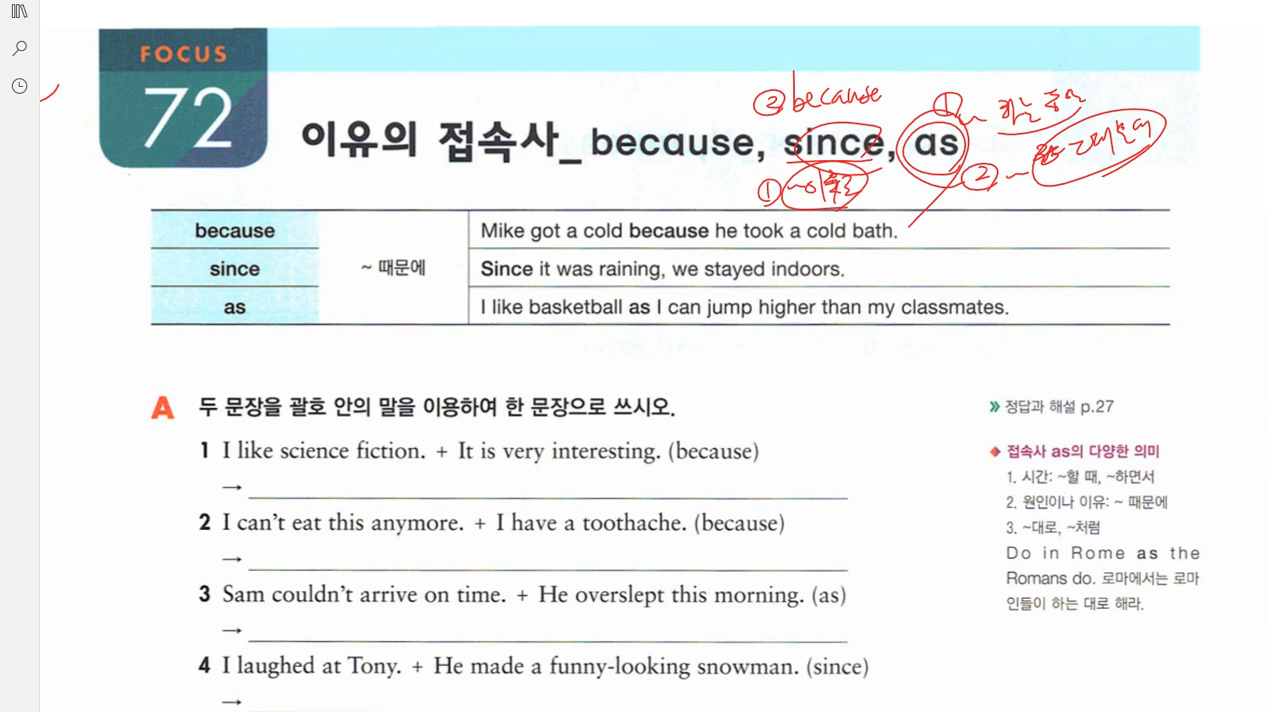 FOCUS
72
이유의 접속사_ because, since, as
② because
① ~
① ~이후로
② ~
because
~ 때문에
Mike got a cold because he took a cold bath.
since
Since it was raining, we stayed indoors.
as
I like basketball as I can jump higher than my classmates.
A 두 문장을 괄호 안의 말을 이용하여 한 문장으로 쓰시오.
1 I like science fiction. + It is very interesting. (because)
→
2 I can't eat this anymore. + I have a toothache. (because)
→
3 Sam couldn't arrive on time. + He overslept this morning. (as)
→
4 I laughed at Tony. + He made a funny-looking snowman. (since)
→
» 정답과 해설 p.27
◆ 접속사 as의 다양한 의미
1. 시간: ~할 때, ~하면서
2. 원인이나 이유: ~ 때문에
3. ~대로, ~처럼
Do in Rome as the
Romans do. 로마에서는 로마
인들이 하는 대로 해라.